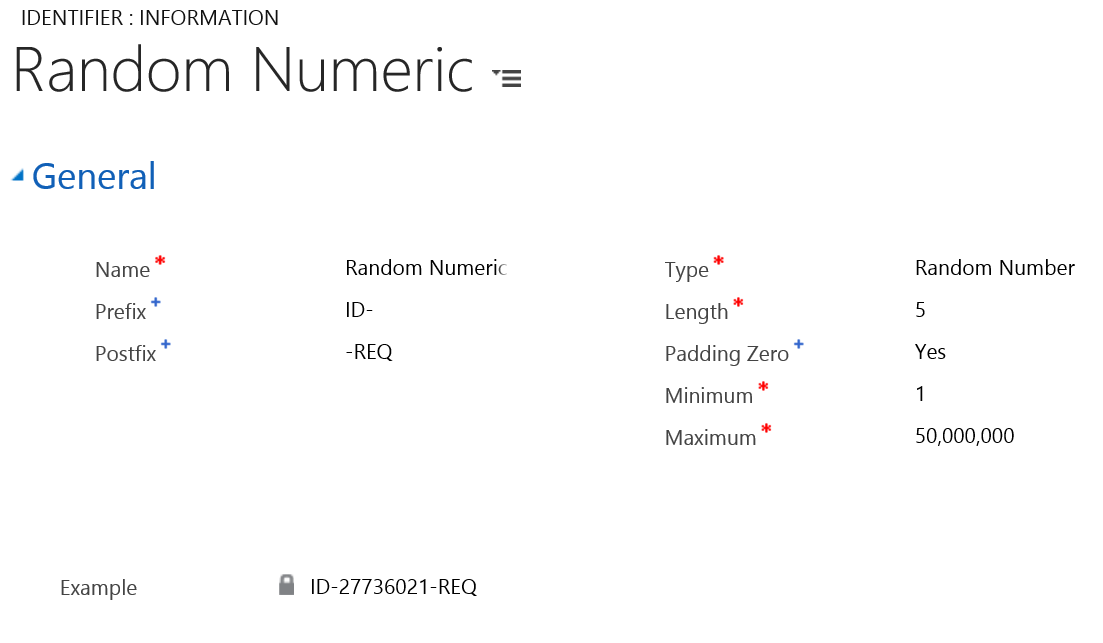 IDENTIFIER : INFORMATION
Random Numeric
General
Name * Random Numeric Type * Random Number
Prefix + ID- Length * 5
Postfix + -REQ Padding Zero + Yes
Minimum * 1
Maximum * 50,000,000
Example ID-27736021-REQ